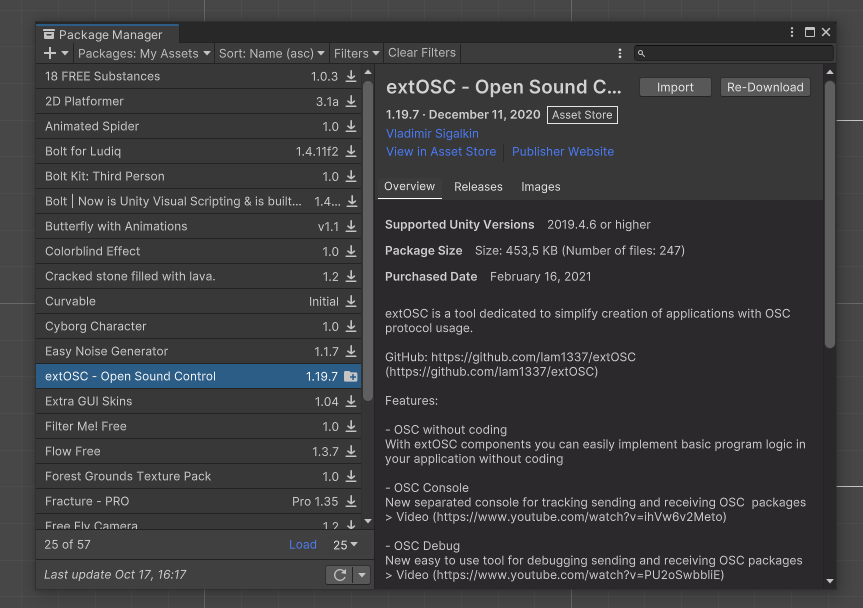 Package Manager
Packages: My Assets Sort: Name (asc) Filters Clear Filters
18 FREE Substances 1.0.3
2D Platformer 3.1a
Animated Spider 1.0
Bolt for Ludiq 1.4.11f2
Bolt Kit: Third Person 1.0
Bolt | Now is Unity Visual Scripting & is built... 1.4...
Butterfly with Animations v1.1
Colorblind Effect 1.0
Cracked stone filled with lava. 1.2
Curvable Initial
Cyborg Character 1.0
Easy Noise Generator 1.1.7
extOSC - Open Sound Control 1.19.7
Extra GUI Skins 1.04
Filter Me! Free 1.0
Flow Free 1.3.7
Forest Grounds Texture Pack 1.0
Fracture - PRO Pro 1.35
Free Fly Camera 1.2
25 of 57 Load 25
Last update Oct 17, 16:17
extOSC - Open Sound C... Import Re-Download
1.19.7 · December 11, 2020 Asset Store
Vladimir Sigalkin
View in Asset Store Publisher Website
Overview Releases Images
Supported Unity Versions 2019.4.6 or higher
Package Size Size: 453,5 KB (Number of files: 247)
Purchased Date February 16, 2021
extOSC is a tool dedicated to simplify creation of applications with OSC
protocol usage.
GitHub: https://github.com/Iam1337/extOSC
(https://github.com/Iam1337/extOSC)
Features:
- OSC without coding
With extOSC components you can easily implement basic program logic in
your application without coding
- OSC Console
New separated console for tracking sending and receiving OSC packages
> Video (https://www.youtube.com/watch?v=ihVw6v2Meto)
- OSC Debug
New easy to use tool for debugging sending and receiving OSC packages
> Video (https://www.youtube.com/watch?v=PU2oSwbbliE)